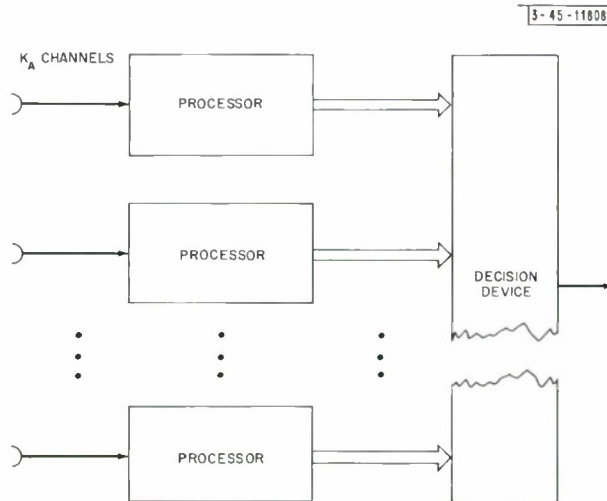 3-45-11808
K_A CHANNELS
PROCESSOR
PROCESSOR
DECISION
DEVICE
PROCESSOR